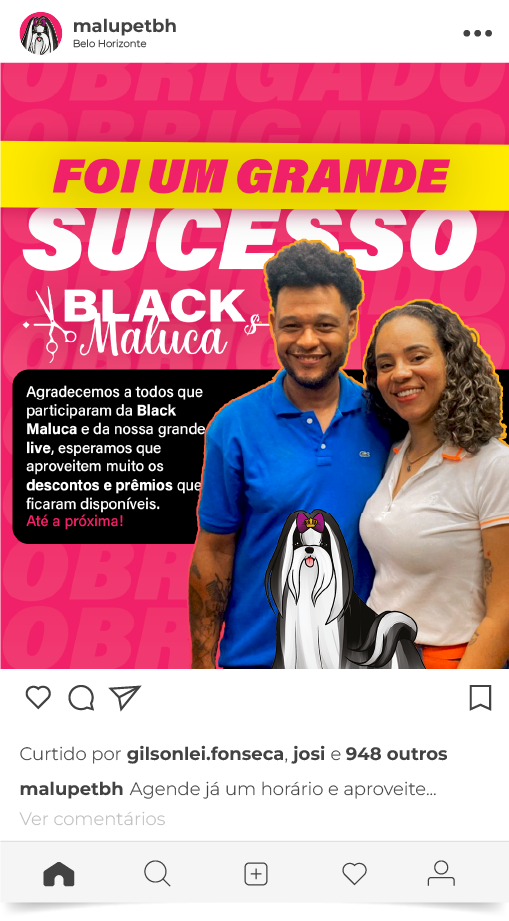 malupetbh
Belo Horizonte
OBRIGADO
OBRIGADO
FOI UM GRANDE
SUCESSO
BLACK
Maluca
Agradecemos a todos que
participaram da Black
Maluca e da nossa grande
live, esperamos que
aproveitem muito os
descontos e prêmios que
ficaram disponíveis.
Até a próxima!
Curtido por gilsonlei.fonseca, josi e 948 outros
malupetbh Agende já um horário e aproveite...
Ver comentários